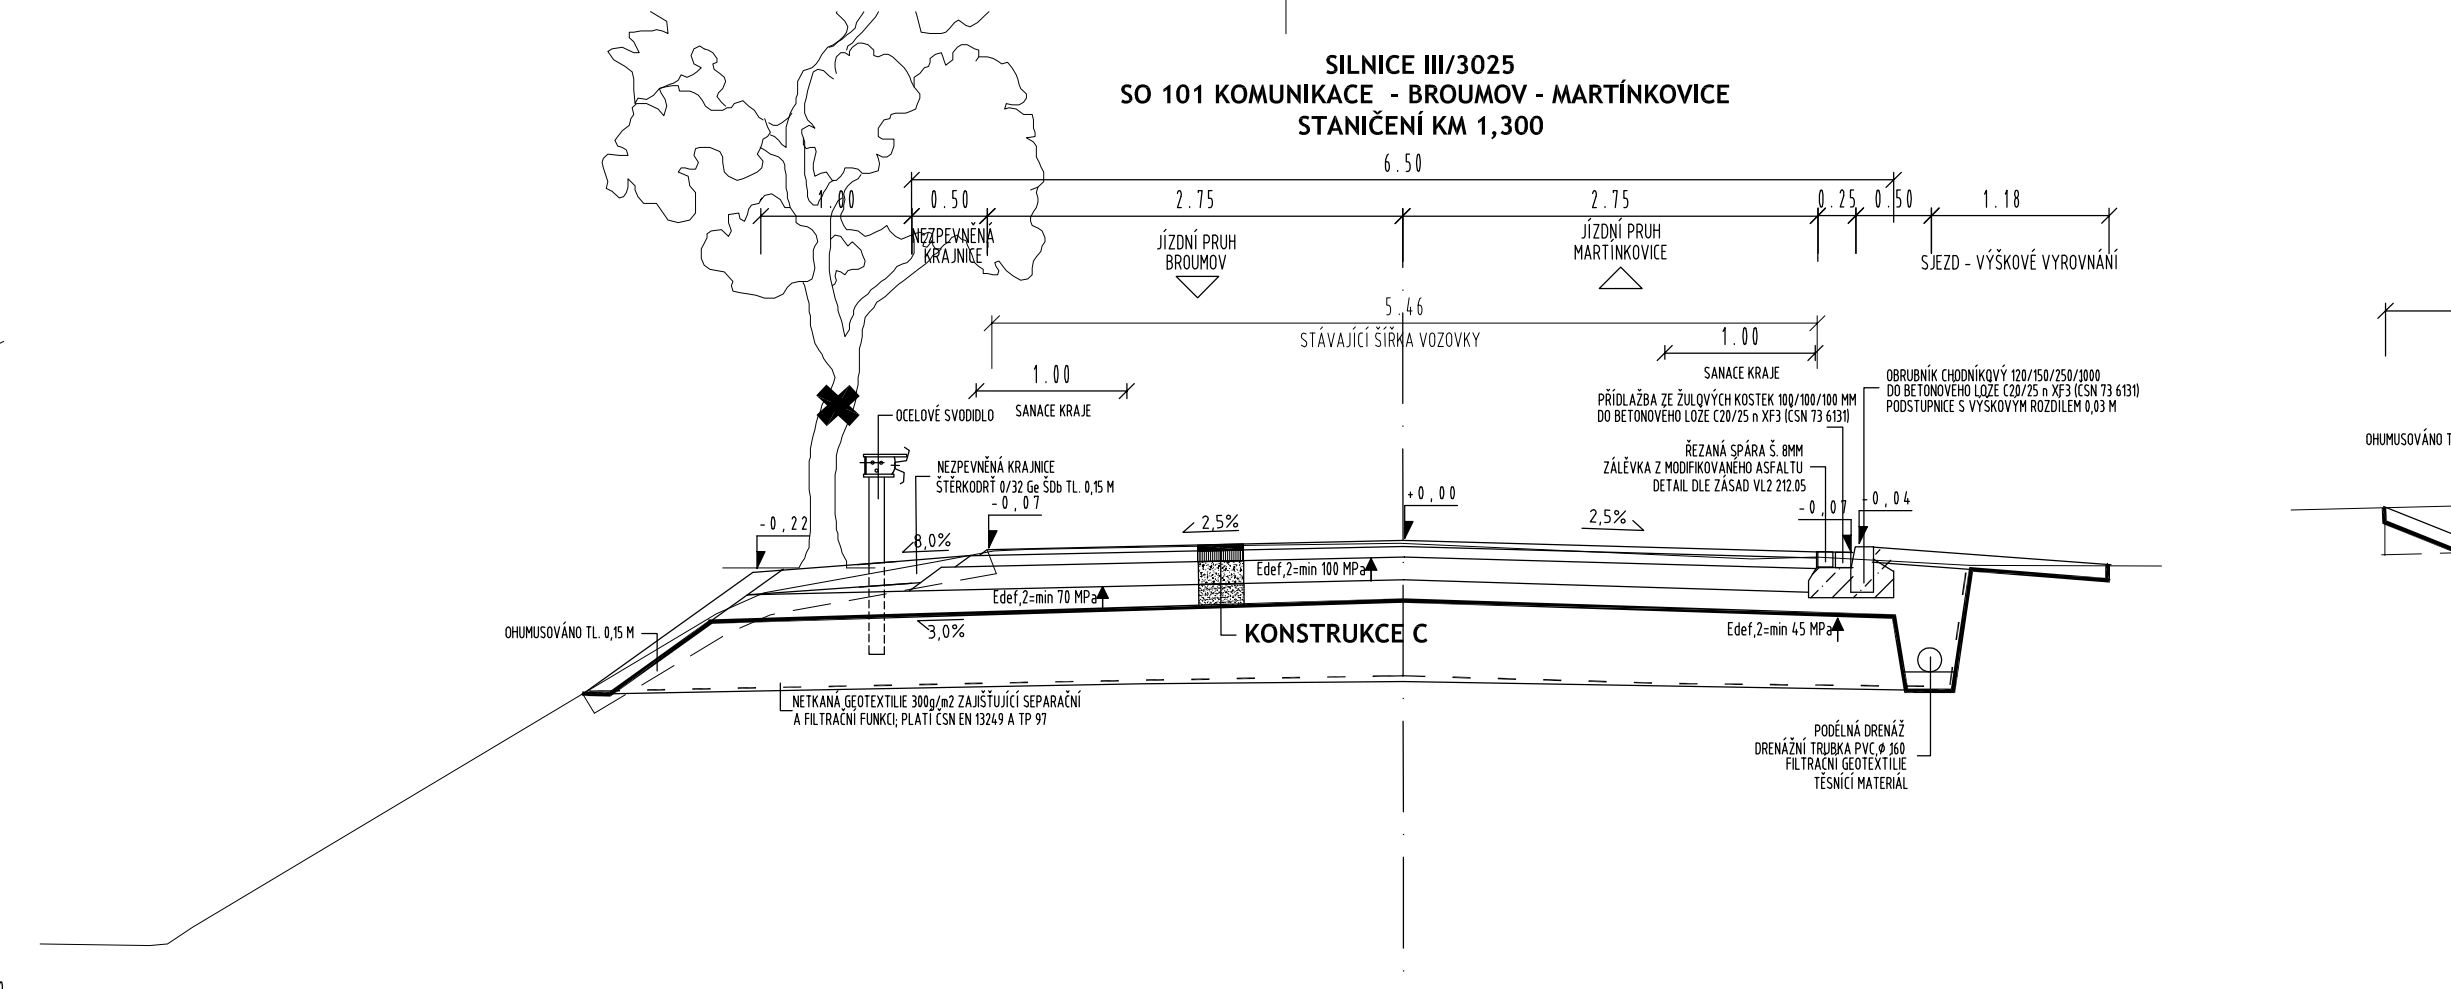 SILNICE III/3025
SO 101 KOMUNIKACE - BROUMOV - MARTÍNKOVICE
STANIČENÍ KM 1,300
6.50
1.00 0.50 2.75 2.75 0.25 0.50 1.18
NEZPEVNĚNÁ
KRAJNICE
JÍZDNÍ PRUH
BROUMOV
JÍZDNÍ PRUH
MARTÍNKOVICE
SJEZD - VÝŠKOVÉ VYROVNÁNÍ
5.46
STÁVAJÍCÍ ŠÍŘKA VOZOVKY
1.00
SANACE KRAJE
1.00
SANACE KRAJE
OCELOVÉ SVODIDLO
PŘÍDLAŽBA ZE ŽULOVÝCH KOSTEK 100/100/100 MM
DO BETONOVÉHO LOŽE C20/25 n XF3 (ČSN 73 6131)
OBRUBNÍK CHODNÍKOVÝ 120/150/250/1000
DO BETONOVÉHO LOŽE C20/25 n XF3 (ČSN 73 6131)
PODSTUPNICE S VÝŠKOVÝM ROZDÍLEM 0,03 M
OHUMUSOVÁNO T
NEZPEVNĚNÁ KRAJNICE
ŠTĚRKODRŤ 0/32 Ge ŠDb TL. 0,15 M
ŘEZANÁ SPÁRA Š. 8MM
ZÁLĚVKA Z MODIFIKOVANÉHO ASFALTU
DETAIL DLE ZÁSAD VL2 212.05
-0,22
-0,07
+0,00
-0,07
-0,04
8,0%
2,5%
2,5%
Edef,2=min 100 MPa
Edef,2=min 70 MPa
3,0%
KONSTRUKCE C
Edef,2=min 45 MPa
OHUMUSOVÁNO TL. 0,15 M
NETKANÁ GEOTEXTILIE 300g/m2 ZAJIŠŤUJÍCÍ SEPARAČNÍ
A FILTRAČNÍ FUNKCI; PLATÍ ČSN EN 13249 A TP 97
PODÉLNÁ DRENÁŽ
DRENÁŽNÍ TRUBKA PVC,ø 160
FILTRAČNÍ GEOTEXTILIE
TĚSNÍCÍ MATERIÁL